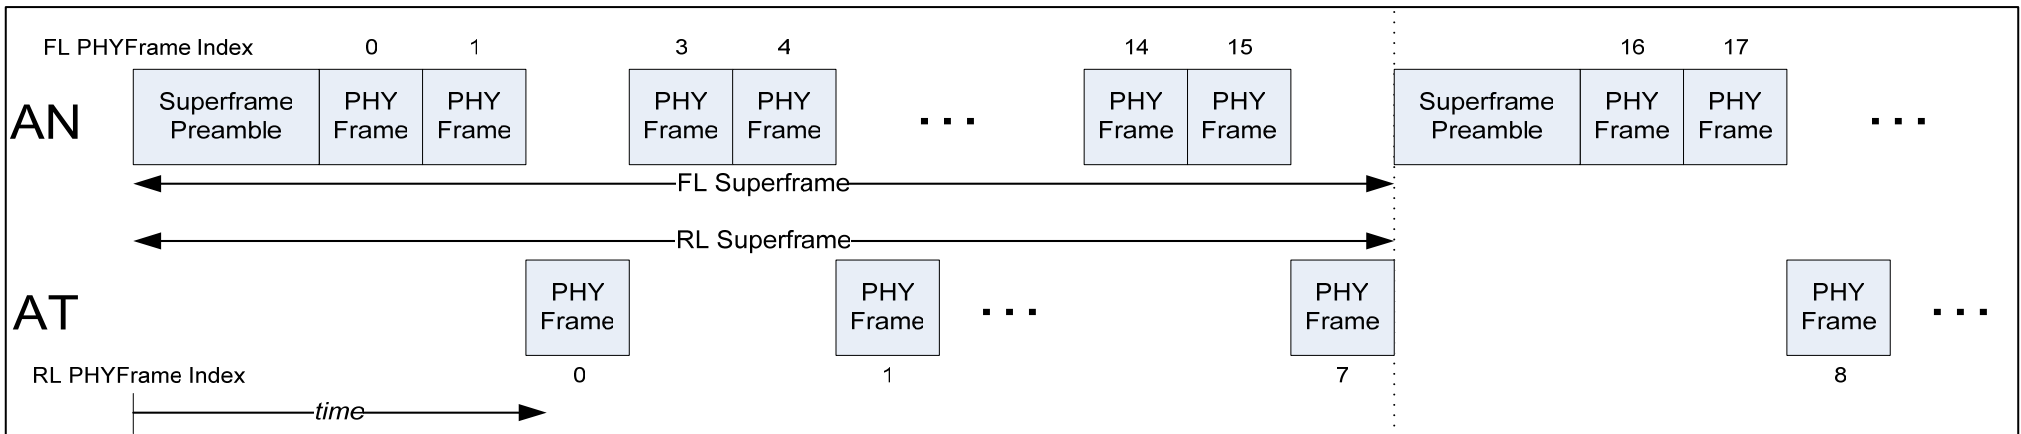 FL PHYFrame Index 0 1 3 4 14 15 16 17
AN
Superframe Preamble
PHY Frame
PHY Frame
PHY Frame
PHY Frame
...
PHY Frame
PHY Frame
Superframe Preamble
PHY Frame
PHY Frame
...
FL Superframe
RL Superframe
AT
PHY Frame
PHY Frame
...
PHY Frame
PHY Frame
...
RL PHYFrame Index 0 1 7 8
time